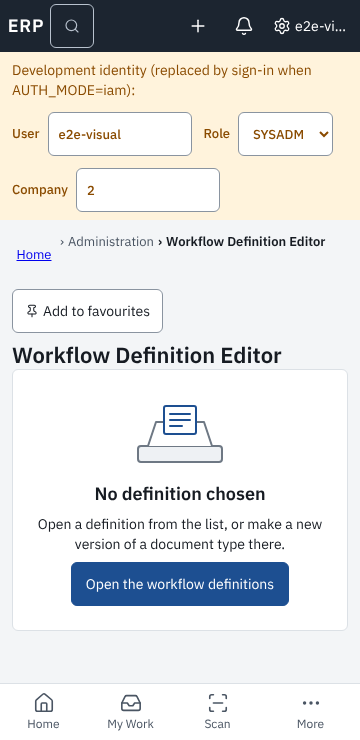 ERP e2e-vi...
Development identity (replaced by sign-in when
AUTH_MODE=iam):
User e2e-visual Role SYSADM
Company 2
Home › Administration › Workflow Definition Editor
Add to favourites
Workflow Definition Editor
No definition chosen
Open a definition from the list, or make a new
version of a document type there.
Open the workflow definitions
Home My Work Scan More